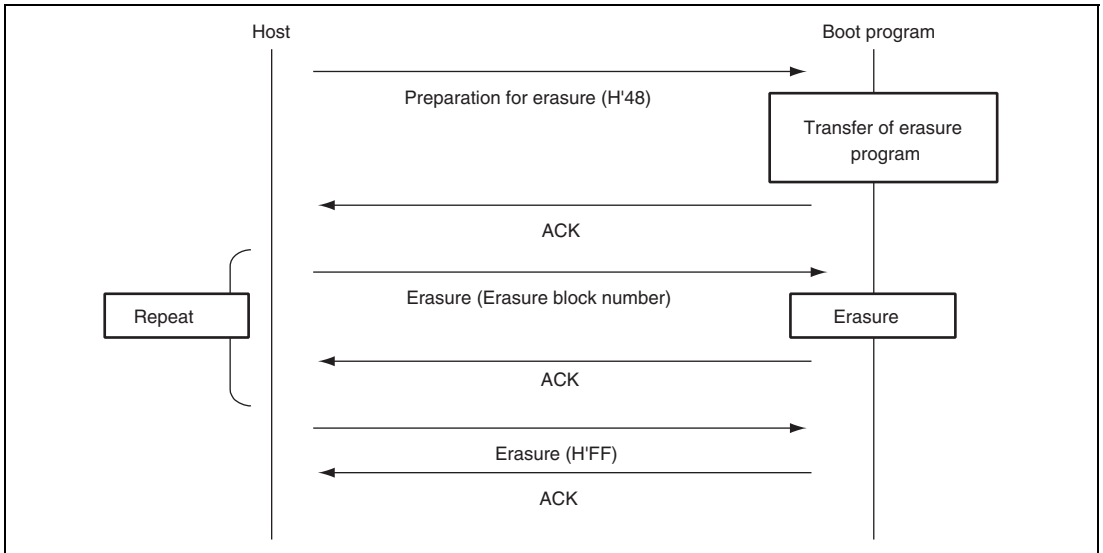 Host
Boot program
Preparation for erasure (H'48)
Transfer of erasure
program
ACK
Erasure (Erasure block number)
Repeat
Erasure
ACK
Erasure (H'FF)
ACK